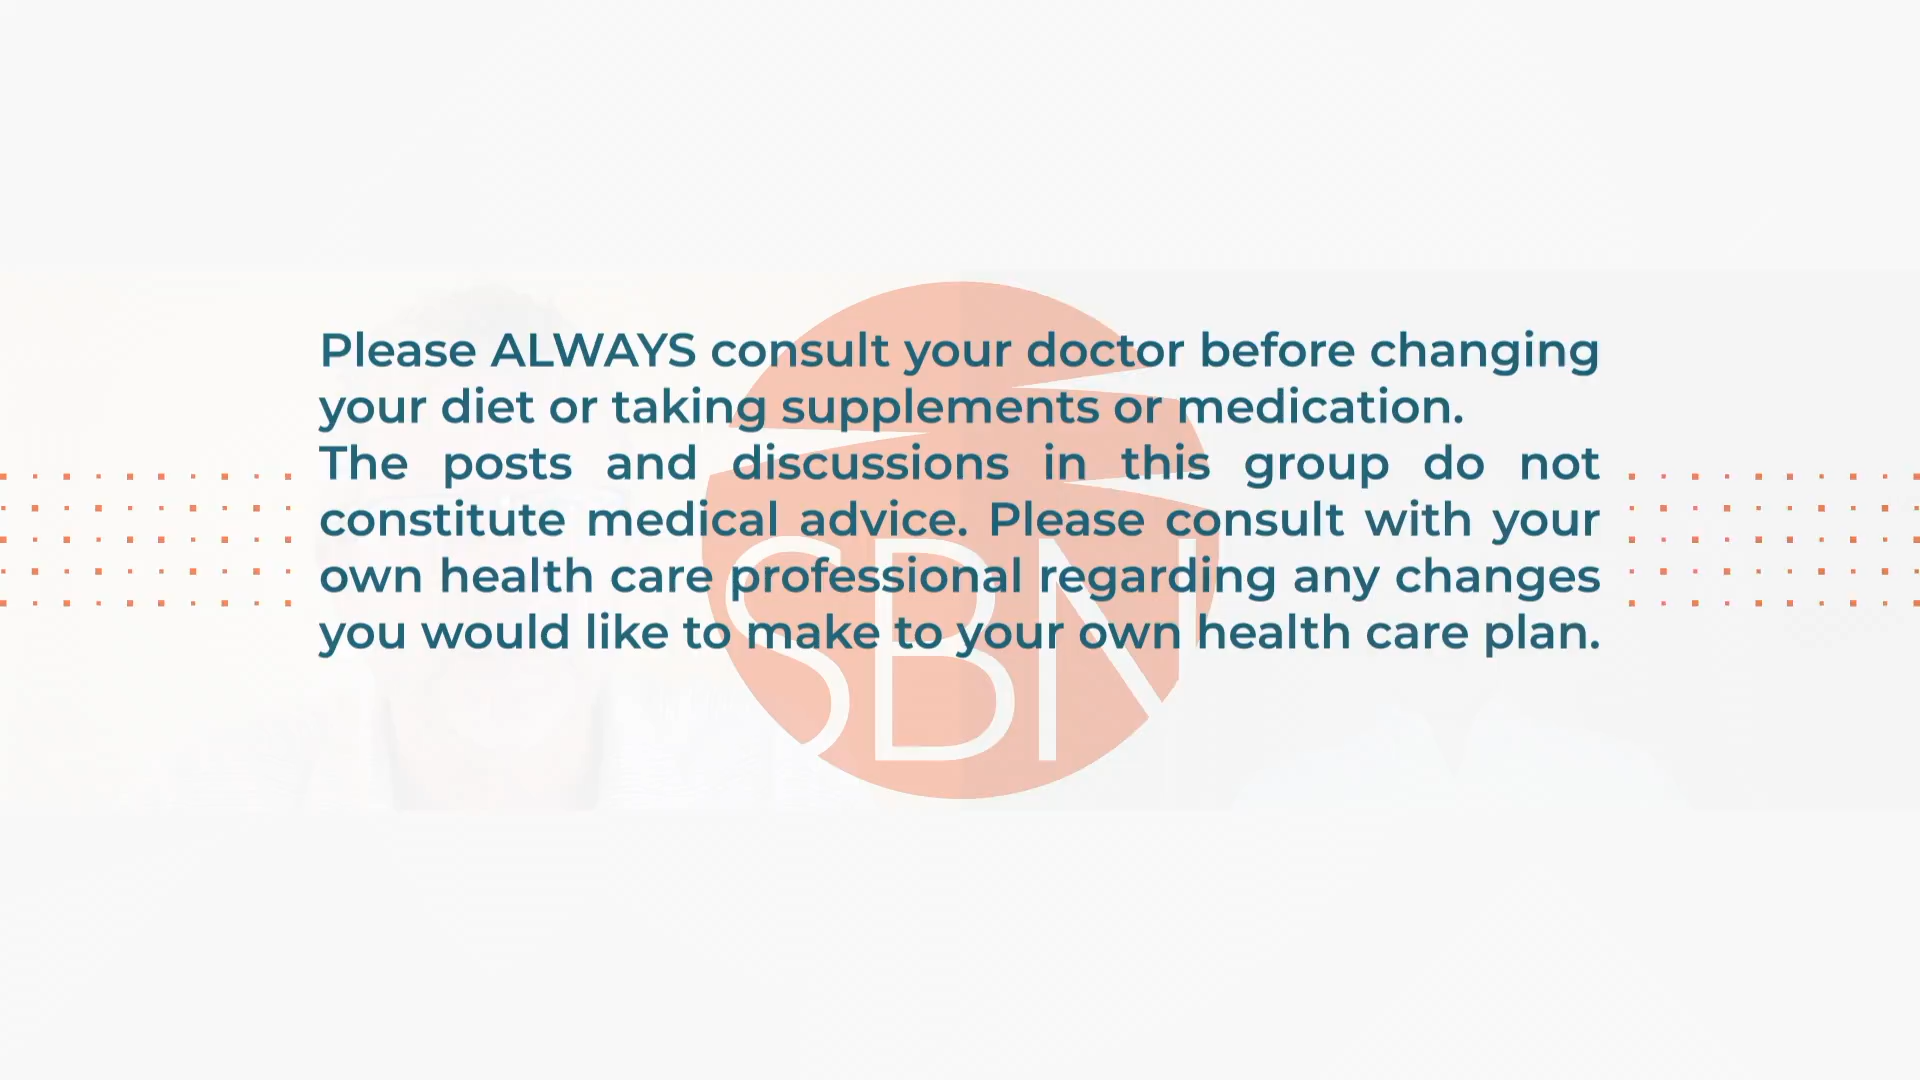 Please ALWAYS consult your doctor before changing
your diet or taking supplements or medication.
The posts and discussions in this group do not
constitute medical advice. Please consult with your
own health care professional regarding any changes
you would like to make to your own health care plan.
SBN